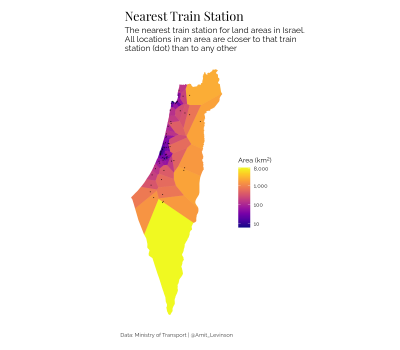 Nearest Train Station
The nearest train station for land areas in Israel.
All locations in an area are closer to that train
station (dot) than to any other
Area (km²)
8,000
1,000
100
10
Data: Ministry of Transport | @Amit_Levinson